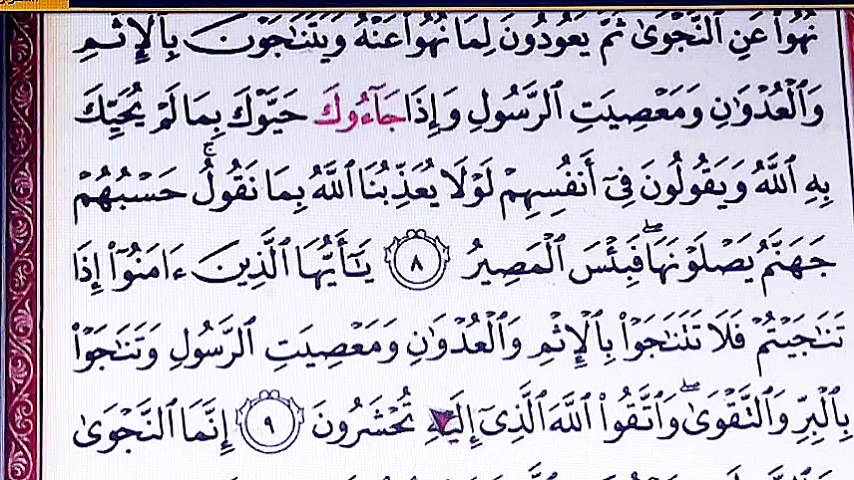 نُهُوا۟ عَنِ ٱلنَّجْوَىٰ ثُمَّ يَعُودُونَ لِمَا نُهُوا۟ عَنْهُ وَيَتَنَـٰجَوْنَ بِٱلْإِثْمِ
وَٱلْعُدْوَٰنِ وَمَعْصِيَتِ ٱلرَّسُولِ وَإِذَا جَآءُوكَ حَيَّوْكَ بِمَا لَمْ يُحَيِّكَ
بِهِ ٱللَّهُ وَيَقُولُونَ فِىٓ أَنفُسِهِمْ لَوْلَا يُعَذِّبُنَا ٱللَّهُ بِمَا نَقُولُ ۚ حَسْبُهُمْ
جَهَنَّمُ يَصْلَوْنَهَا ۖ فَبِئْسَ ٱلْمَصِيرُ ٨ يَـٰٓأَيُّهَا ٱلَّذِينَ ءَامَنُوٓا۟ إِذَا
تَنَـٰجَيْتُمْ فَلَا تَتَنَـٰجَوْا۟ بِٱلْإِثْمِ وَٱلْعُدْوَٰنِ وَمَعْصِيَتِ ٱلرَّسُولِ وَتَنَـٰجَوْا۟
بِٱلْبِرِّ وَٱلتَّقْوَىٰ ۖ وَٱتَّقُوا۟ ٱللَّهَ ٱلَّذِىٓ إِلَيْهِ تُحْشَرُونَ ٩ إِنَّمَا ٱلنَّجْوَىٰ